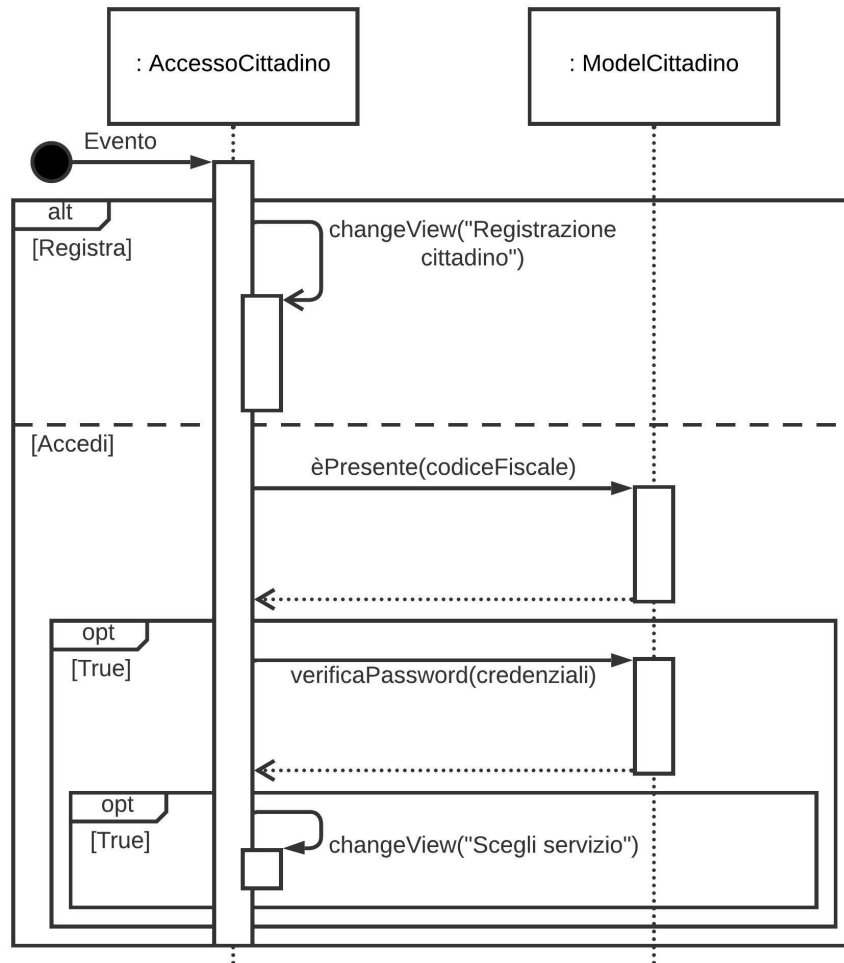 : AccessoCittadino
: ModelCittadino
Evento
alt
[Registra]
changeView("Registrazione
cittadino")
[Accedi]
èPresente(codiceFiscale)
opt
[True]
verificaPassword(credenziali)
opt
[True]
changeView("Scegli servizio")